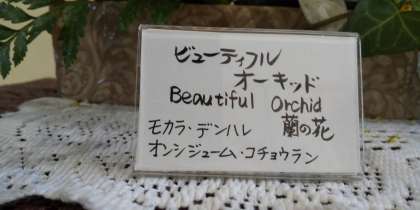 ビューティフル
オーキッド
Beautiful Orchid
モカラ・デンハレ 蘭の花
オンシジューム・コチョウラン